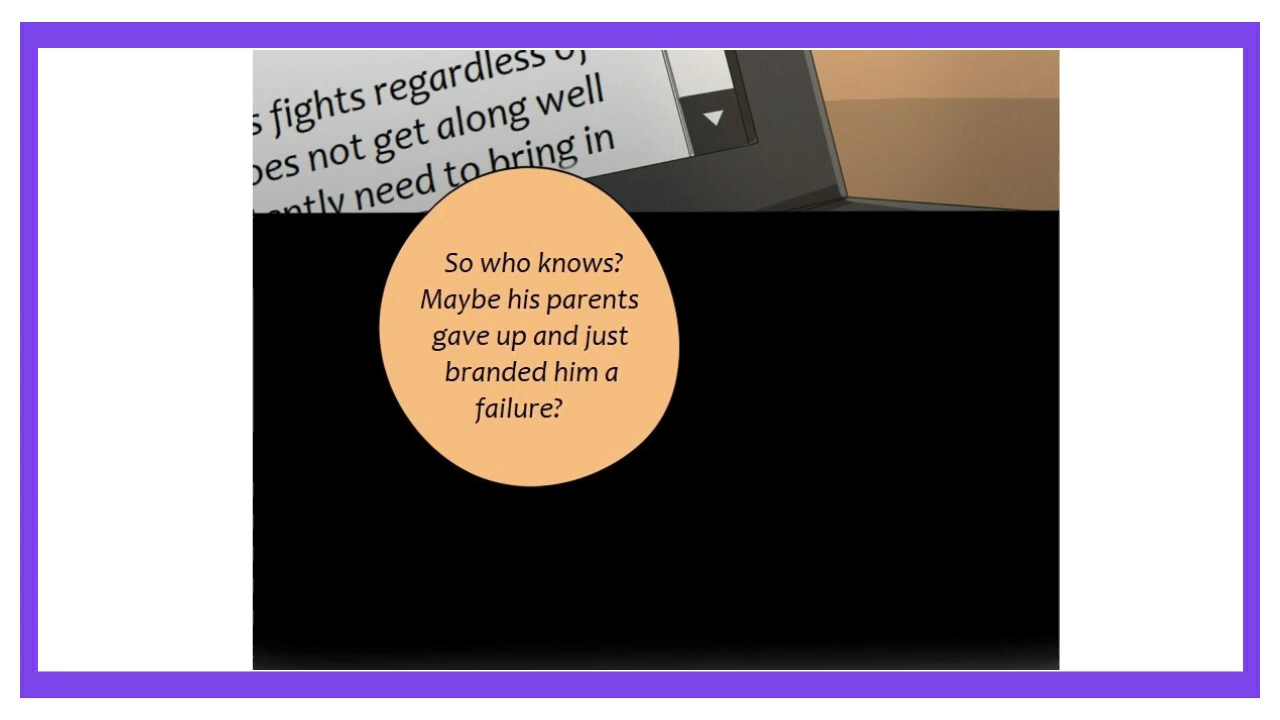 fights regardless of
not get along well
need to bring in
So who knows?
Maybe his parents
gave up and just
branded him a
failure?